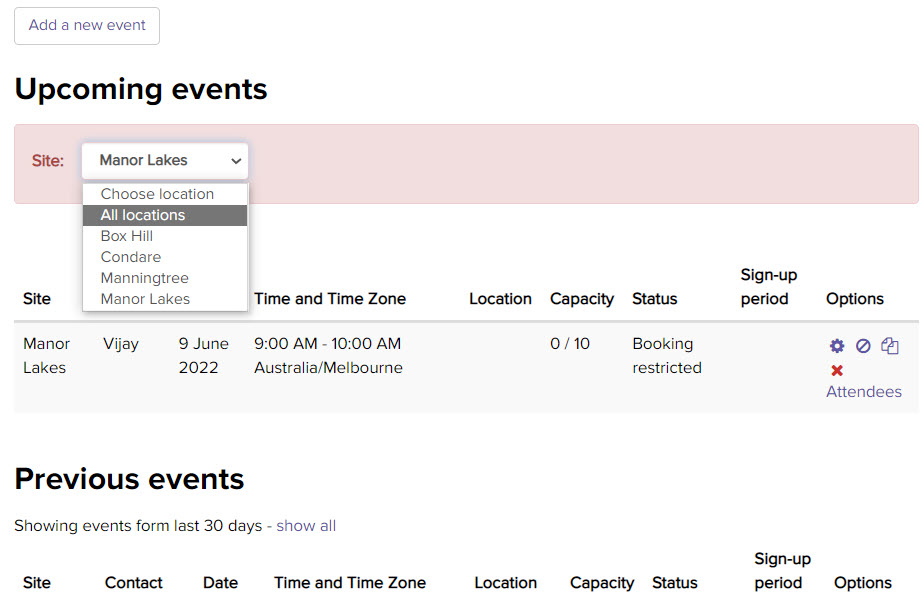 Add a new event
Upcoming events
Site: Manor Lakes
Choose location
All locations
Box Hill
Condare
Manningtree
Manor Lakes
Site Time and Time Zone Location Capacity Status Sign-up period Options
Manor Lakes Vijay 9 June 2022 9:00 AM - 10:00 AM Australia/Melbourne 0 / 10 Booking restricted
Attendees
Previous events
Showing events form last 30 days - show all
Site Contact Date Time and Time Zone Location Capacity Status Sign-up period Options